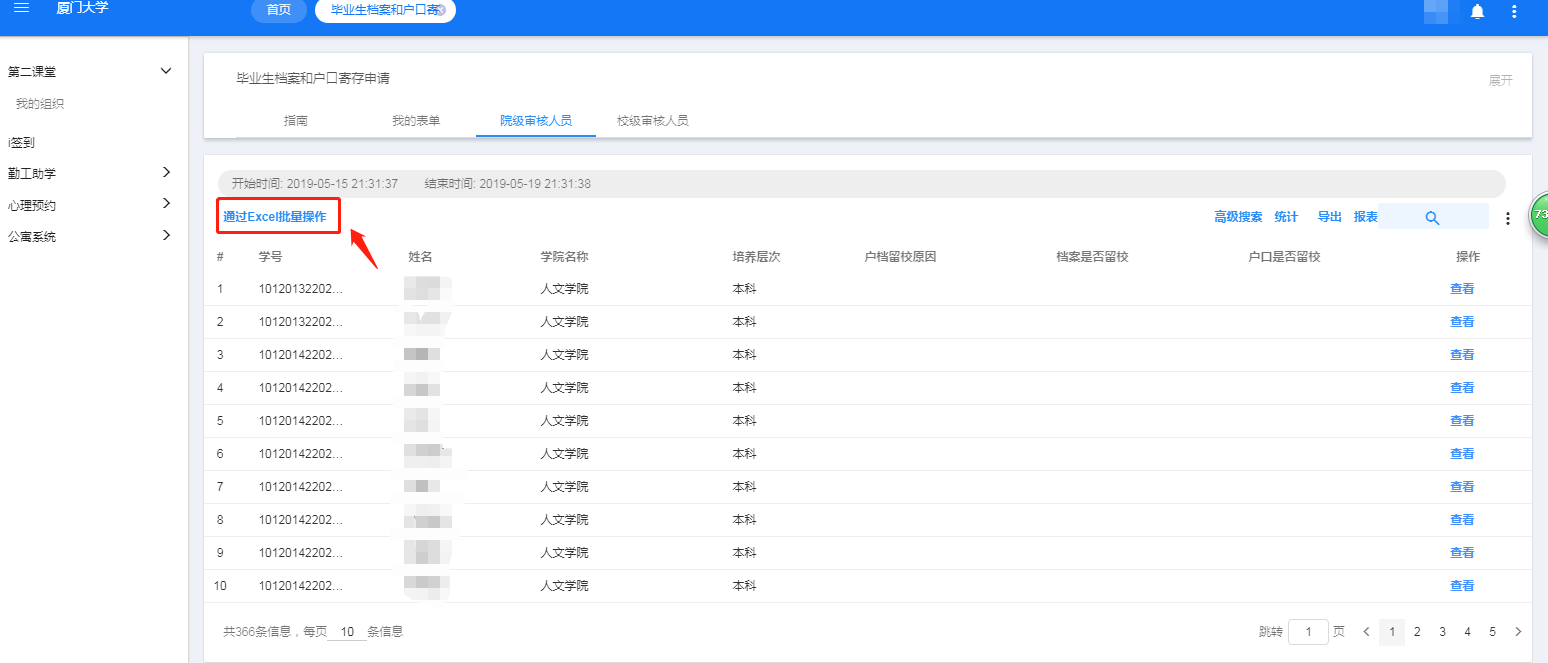 厦门大学 首页 毕业生档案和户口寄
第二课堂
我的组织
i签到
勤工助学
心理预约
公寓系统
毕业生档案和户口寄存申请 展开
指南 我的表单 院级审核人员 校级审核人员
开始时间: 2019-05-15 21:31:37 结束时间: 2019-05-19 21:31:38
通过Excel批量操作 高级搜索 统计 导出 报表
73
# 学号 姓名 学院名称 培养层次 户档留校原因 档案是否留校 户口是否留校 操作
1 10120132202... 人文学院 本科 查看
2 10120132202... 人文学院 本科 查看
3 10120142202... 人文学院 本科 查看
4 10120142202... 人文学院 本科 查看
5 10120142202... 人文学院 本科 查看
6 10120142202... 人文学院 本科 查看
7 10120142202... 人文学院 本科 查看
8 10120142202... 人文学院 本科 查看
9 10120142202... 人文学院 本科 查看
10 10120142202... 人文学院 本科 查看
共366条信息，每页 10 条信息 跳转 1 页 1 2 3 4 5